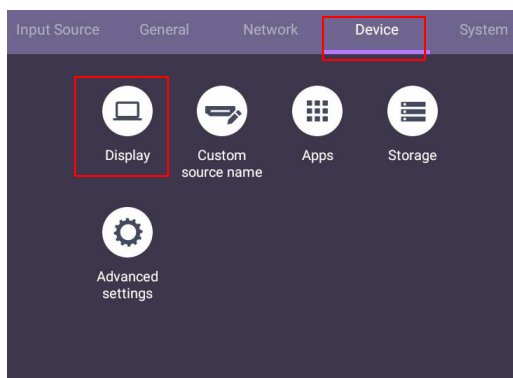 Input Source General Network Device System
Display Custom source name Apps Storage
Advanced settings